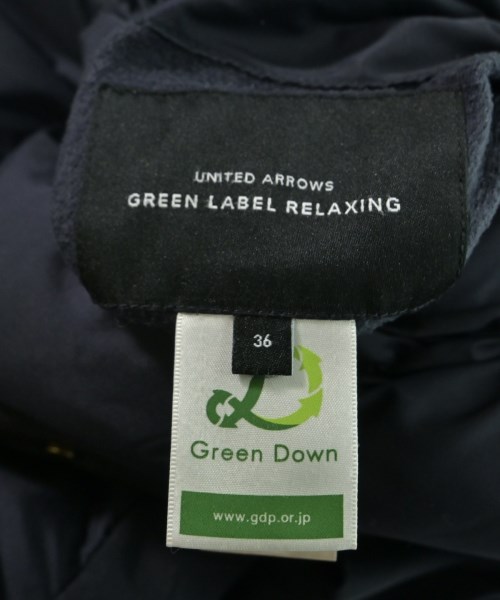 UNITED ARROWS
GREEN LABEL RELAXING
36
Green Down
www.gdp.or.jp